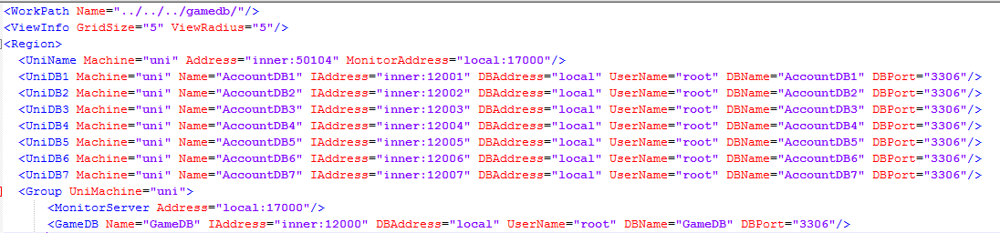 <WorkPath Name="../../../gamedb/"/>
<ViewInfo GridSize="5" ViewRadius="5"/>
<Region>
<UniName Machine="uni" Address="inner:50104" MonitorAddress="local:17000"/>
<UniDB1 Machine="uni" Name="AccountDB1" IAddress="inner:12001" DBAddress="local" UserName="root" DBName="AccountDB1" DBPort="3306"/>
<UniDB2 Machine="uni" Name="AccountDB2" IAddress="inner:12002" DBAddress="local" UserName="root" DBName="AccountDB2" DBPort="3306"/>
<UniDB3 Machine="uni" Name="AccountDB3" IAddress="inner:12003" DBAddress="local" UserName="root" DBName="AccountDB3" DBPort="3306"/>
<UniDB4 Machine="uni" Name="AccountDB4" IAddress="inner:12004" DBAddress="local" UserName="root" DBName="AccountDB4" DBPort="3306"/>
<UniDB5 Machine="uni" Name="AccountDB5" IAddress="inner:12005" DBAddress="local" UserName="root" DBName="AccountDB5" DBPort="3306"/>
<UniDB6 Machine="uni" Name="AccountDB6" IAddress="inner:12006" DBAddress="local" UserName="root" DBName="AccountDB6" DBPort="3306"/>
<UniDB7 Machine="uni" Name="AccountDB7" IAddress="inner:12007" DBAddress="local" UserName="root" DBName="AccountDB7" DBPort="3306"/>
<Group UniMachine="uni">
<MonitorServer Address="local:17000"/>
<GameDB Name="GameDB" IAddress="inner:12000" DBAddress="local" UserName="root" DBName="GameDB" DBPort="3306"/>